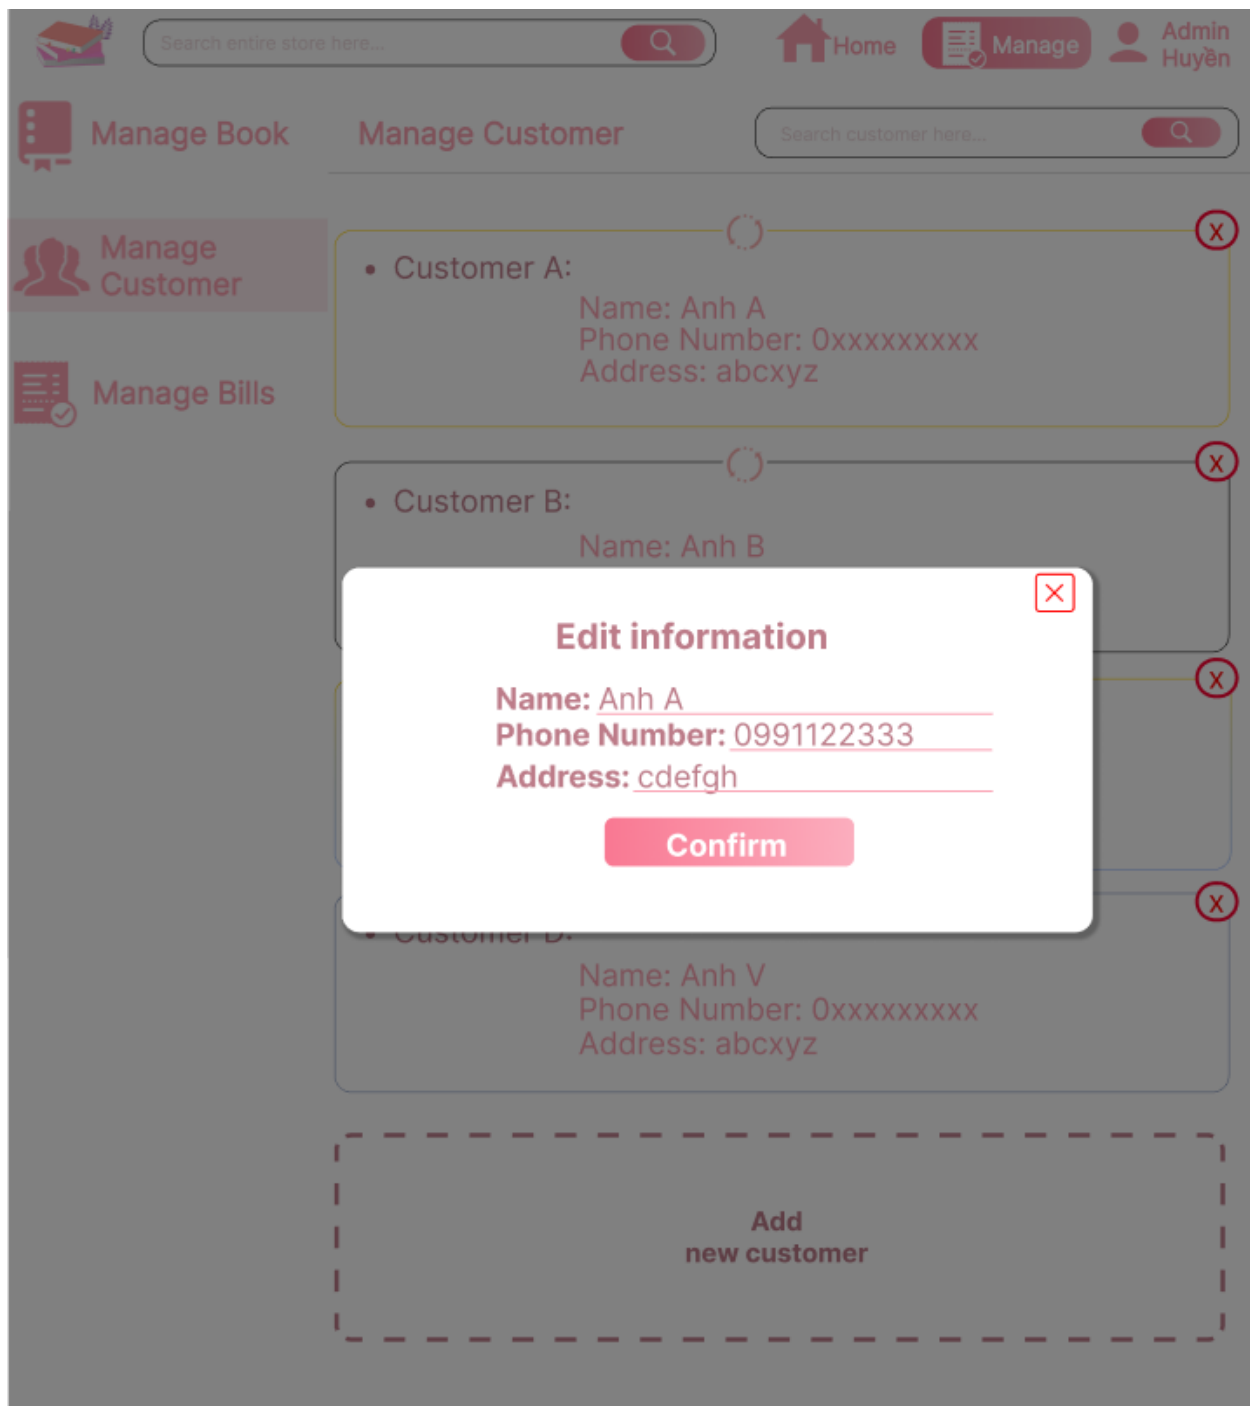 Search entire store here...
Home
Manage
Admin
Huyền
Manage Book
Manage Customer
Search customer here...
Manage
Customer
Manage Bills
X
• Customer A:
Name: Anh A
Phone Number: 0xxxxxxxxx
Address: abcxyz
X
• Customer B:
Name: Anh B
Edit information
Name: Anh A
Phone Number: 0991122333
Address: cdefgh
Confirm
X
X
• Customer D:
Name: Anh V
Phone Number: 0xxxxxxxxx
Address: abcxyz
Add
new customer